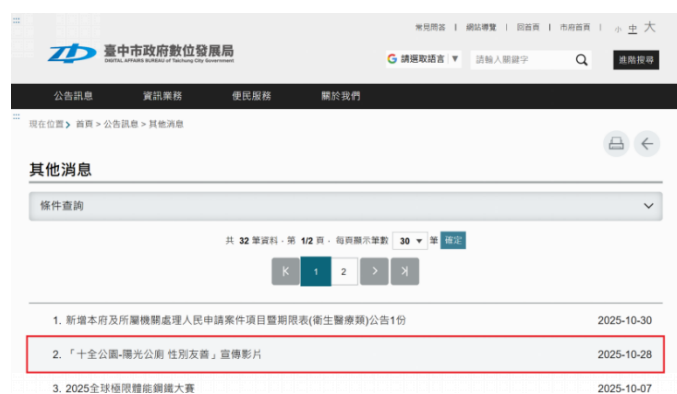 :::
常見問答 | 網站導覽 | 回首頁 | 市府首頁 | 小 中 大
臺中市政府數位發展局
DIGITAL AFFAIRS BUREAU of Taichung City Government
G 請選取語言 | ▼ 請輸入關鍵字 進階搜尋
公告訊息 資訊業務 便民服務 關於我們
:::
現在位置 > 首頁 > 公告訊息 > 其他消息
其他消息
條件查詢
共 32 筆資料，第 1/2 頁， 每頁顯示筆數 30 ▼ 筆 確定
1 2
1. 新增本府及所屬機關處理人民申請案件項目暨期限表(衛生醫療類)公告1份 2025-10-30
2. 「十全公園-陽光公廁 性別友善」宣傳影片 2025-10-28
3. 2025全球極限體能鋼鐵大賽 2025-10-07